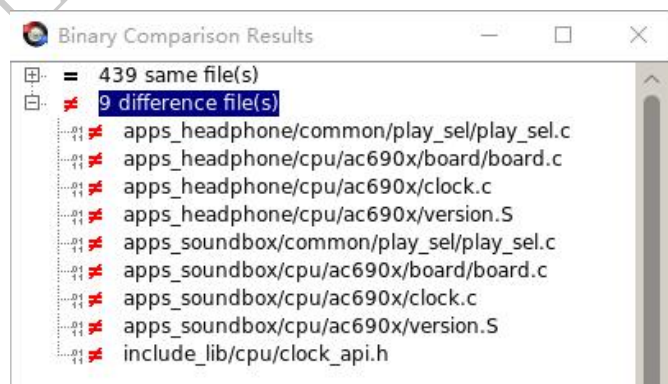 Binary Comparison Results
= 439 same file(s)
≠ 9 difference file(s)
≠ apps_headphone/common/play_sel/play_sel.c
≠ apps_headphone/cpu/ac690x/board/board.c
≠ apps_headphone/cpu/ac690x/clock.c
≠ apps_headphone/cpu/ac690x/version.S
≠ apps_soundbox/common/play_sel/play_sel.c
≠ apps_soundbox/cpu/ac690x/board/board.c
≠ apps_soundbox/cpu/ac690x/clock.c
≠ apps_soundbox/cpu/ac690x/version.S
≠ include_lib/cpu/clock_api.h